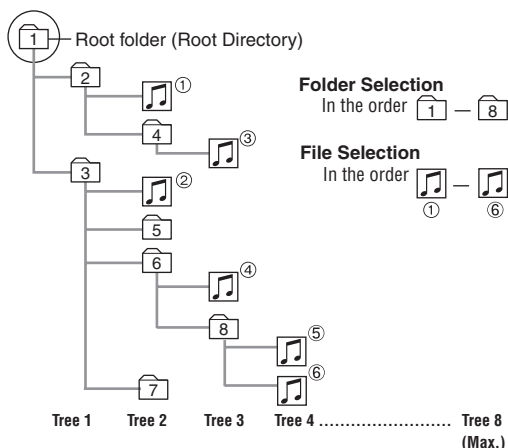 1 Root folder (Root Directory)
2
①
4
③
3
②
5
6
④
8
⑤
⑥
7
Folder Selection
In the order 1 — 8
File Selection
In the order —
① ⑥
Tree 1 Tree 2 Tree 3 Tree 4 .......................... Tree 8
(Max.)